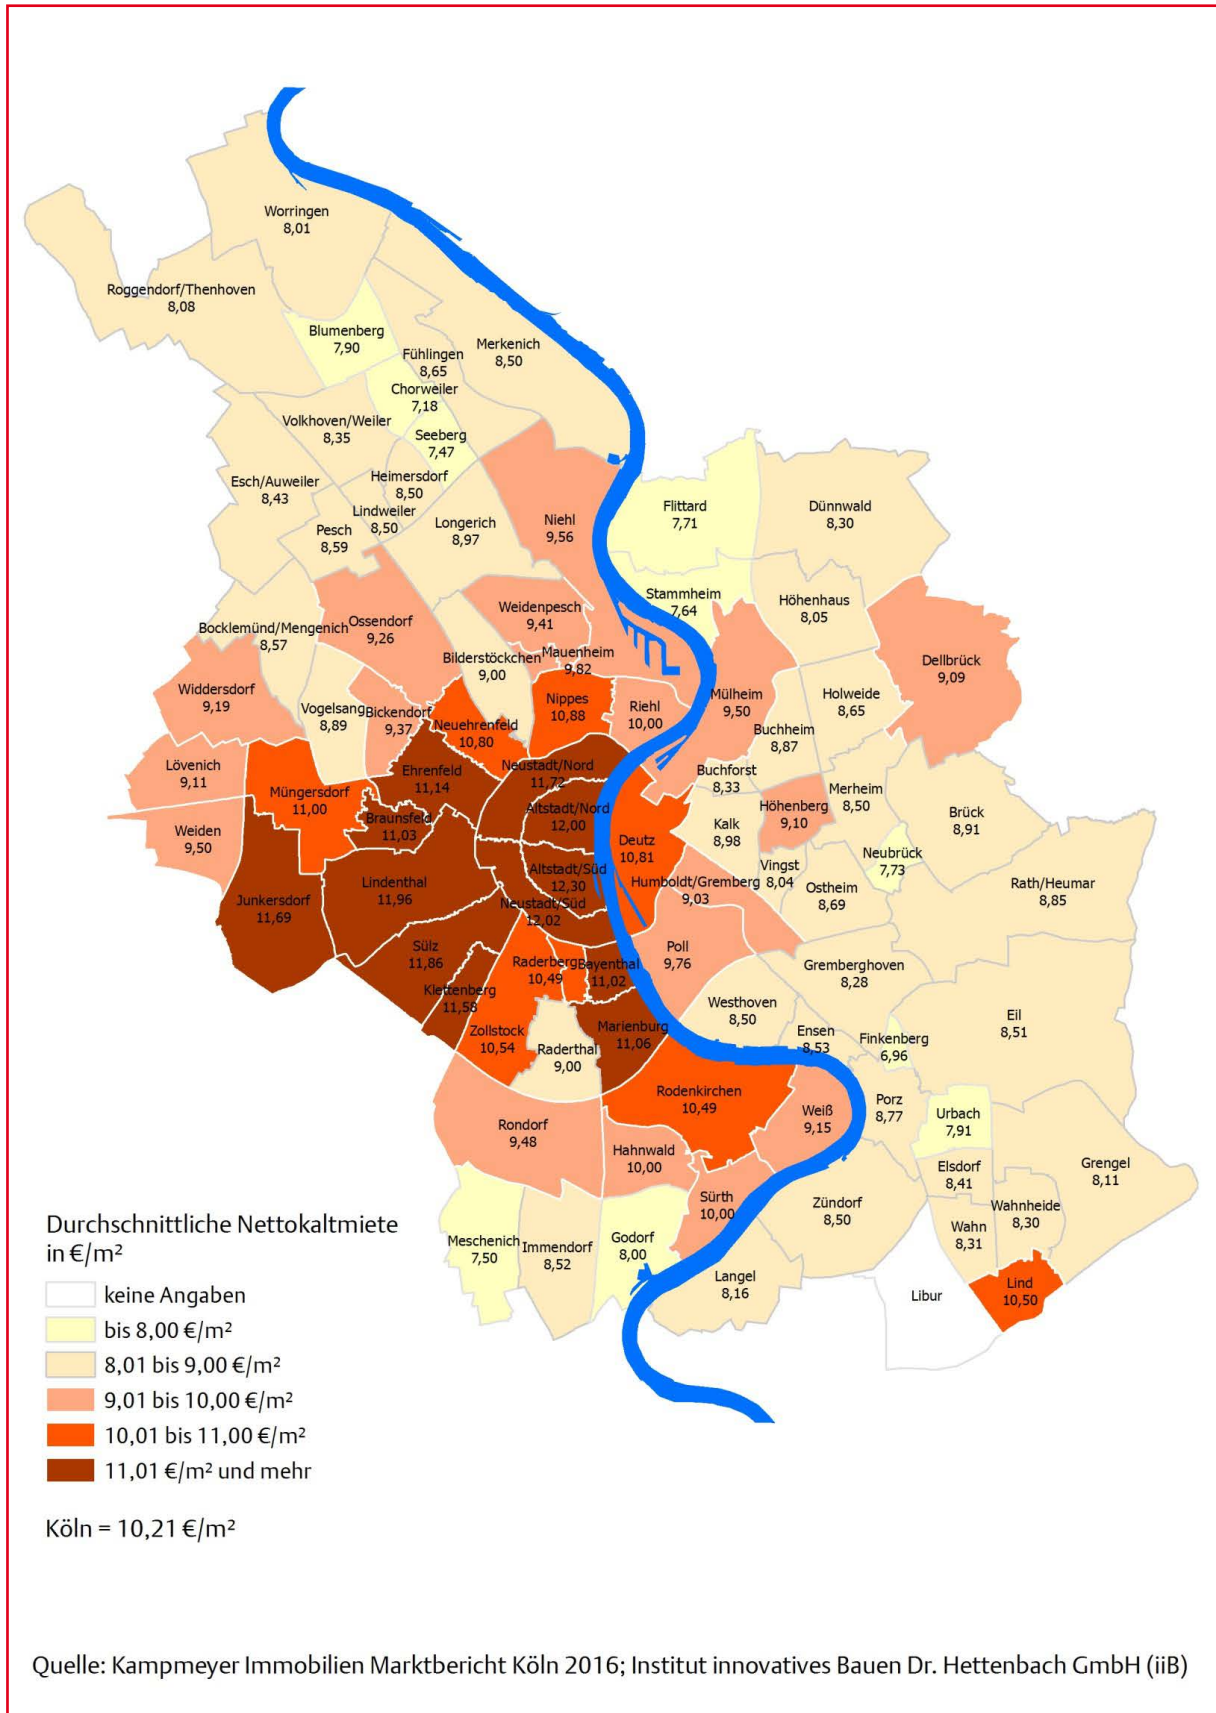 Worringen
8,01
Roggendorf/Thenhoven
8,08
Blumenberg
7,90
Fühlingen
8,65
Merkenich
8,50
Chorweiler
7,18
Volkhoven/Weiler
8,35
Seeberg
7,47
Heimersdorf
8,50
Esch/Auweiler
8,43
Lindweiler
8,50
Pesch
8,59
Longerich
8,97
Niehl
9,56
Flittard
7,71
Dünnwald
8,30
Stammheim
7,64
Höhenhaus
8,05
Weidenpesch
9,41
Ossendorf
9,26
Bocklemünd/Mengenich
8,57
Bilderstöckchen
9,00
Mauenheim
9,82
Dellbrück
9,09
Widdersdorf
9,19
Vogelsang
8,89
Bickendorf
9,37
Neuehrenfeld
10,80
Nippes
10,88
Riehl
10,00
Mülheim
9,50
Holweide
8,65
Buchheim
8,87
Lövenich
9,11
Müngersdorf
11,00
Ehrenfeld
11,14
Neustadt/Nord
11,72
Buchforst
8,33
Merheim
8,50
Höhenberg
9,10
Brück
8,91
Weiden
9,50
Braunsfeld
11,03
Altstadt/Nord
12,00
Deutz
10,81
Kalk
8,98
Neubrück
7,73
Vingst
8,04
Ostheim
8,69
Rath/Heumar
8,85
Junkersdorf
11,69
Lindenthal
11,96
Altstadt/Süd
12,30
Humboldt/Gremberg
9,03
Neustadt/Süd
12,02
Sülz
11,86
Poll
9,76
Raderberg
10,49
Bayenthal
11,02
Gremberghoven
8,28
Klettenberg
11,58
Westhoven
8,50
Eil
8,51
Zollstock
10,54
Raderthal
9,00
Marienburg
11,06
Ensen
8,53
Finkenberg
6,96
Rodenkirchen
10,49
Weiß
9,15
Porz
8,77
Urbach
7,91
Rondorf
9,48
Hahnwald
10,00
Elsdorf
8,41
Grengel
8,11
Sürth
10,00
Zündorf
8,50
Wahnheide
8,30
Wahn
8,31
Meschenich
7,50
Immendorf
8,52
Godorf
8,00
Langel
8,16
Libur
Lind
10,50
Durchschnittliche Nettokaltmiete
in €/m²
keine Angaben
bis 8,00 €/m²
8,01 bis 9,00 €/m²
9,01 bis 10,00 €/m²
10,01 bis 11,00 €/m²
11,01 €/m² und mehr
Köln = 10,21 €/m²
Quelle: Kampmeyer Immobilien Marktbericht Köln 2016; Institut innovatives Bauen Dr. Hettenbach GmbH (iiB)